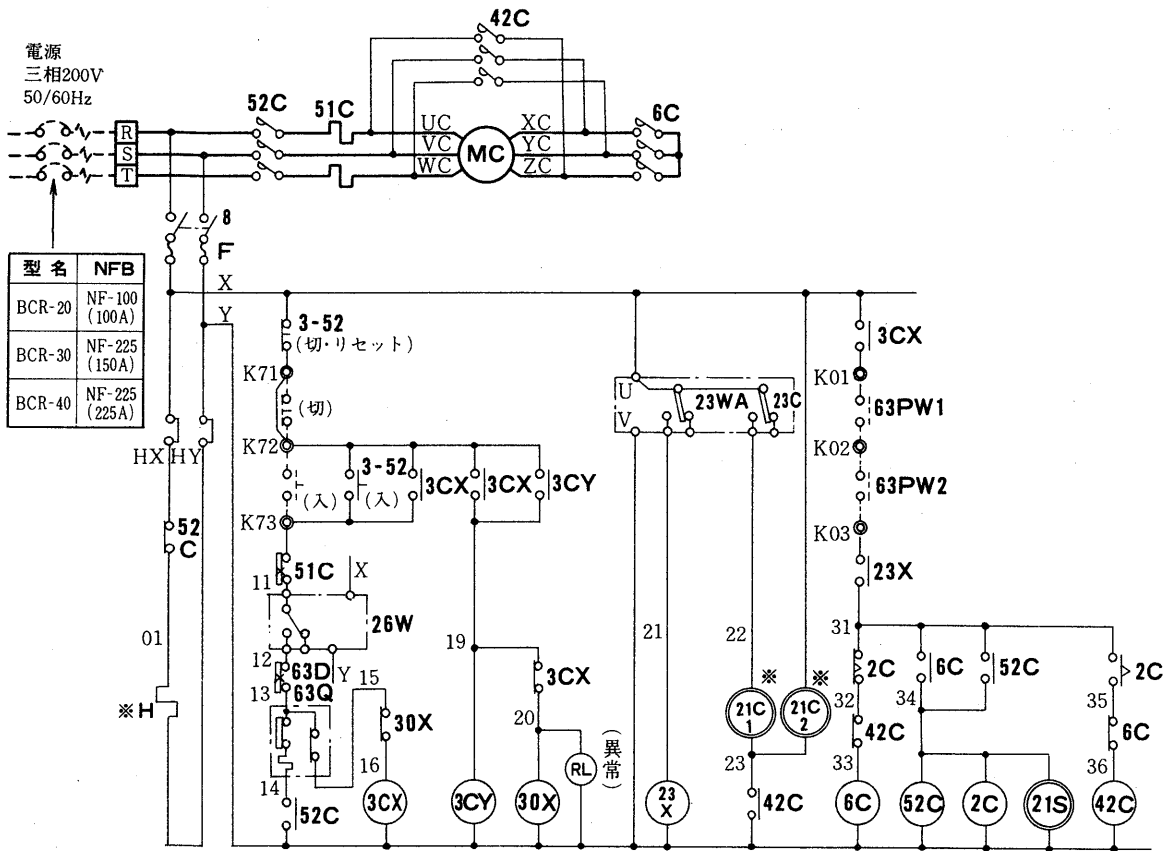 42C
電源
三相200V
50/60Hz
52C
51C
6C
R
S
T
UC
VC
WC
MC
XC
YC
ZC
8
F
X
Y
型名 NFB
BCR-20 NF-100 (100A)
BCR-30 NF-225 (150A)
BCR-40 NF-225 (225A)
3-52
(切・リセット)
K71
(切)
K72
(入)
3-52
(入)
3CX
3CX
3CY
K73
HX HY
52
C
01
※H
51C
11
X
26W
12
63D
Y
13
63Q
15
30X
14
16
52C
3CX
19
3CY
3CX
20
30X
RL
(異常)
U
V
23WA
23C
21
22
23
X
※
21C
1
※
21C
2
23
42C
3CX
K01
63PW1
K02
63PW2
K03
23X
31
2C
32
42C
33
6C
6C
34
52C
52C
2C
21S
2C
35
6C
36
42C